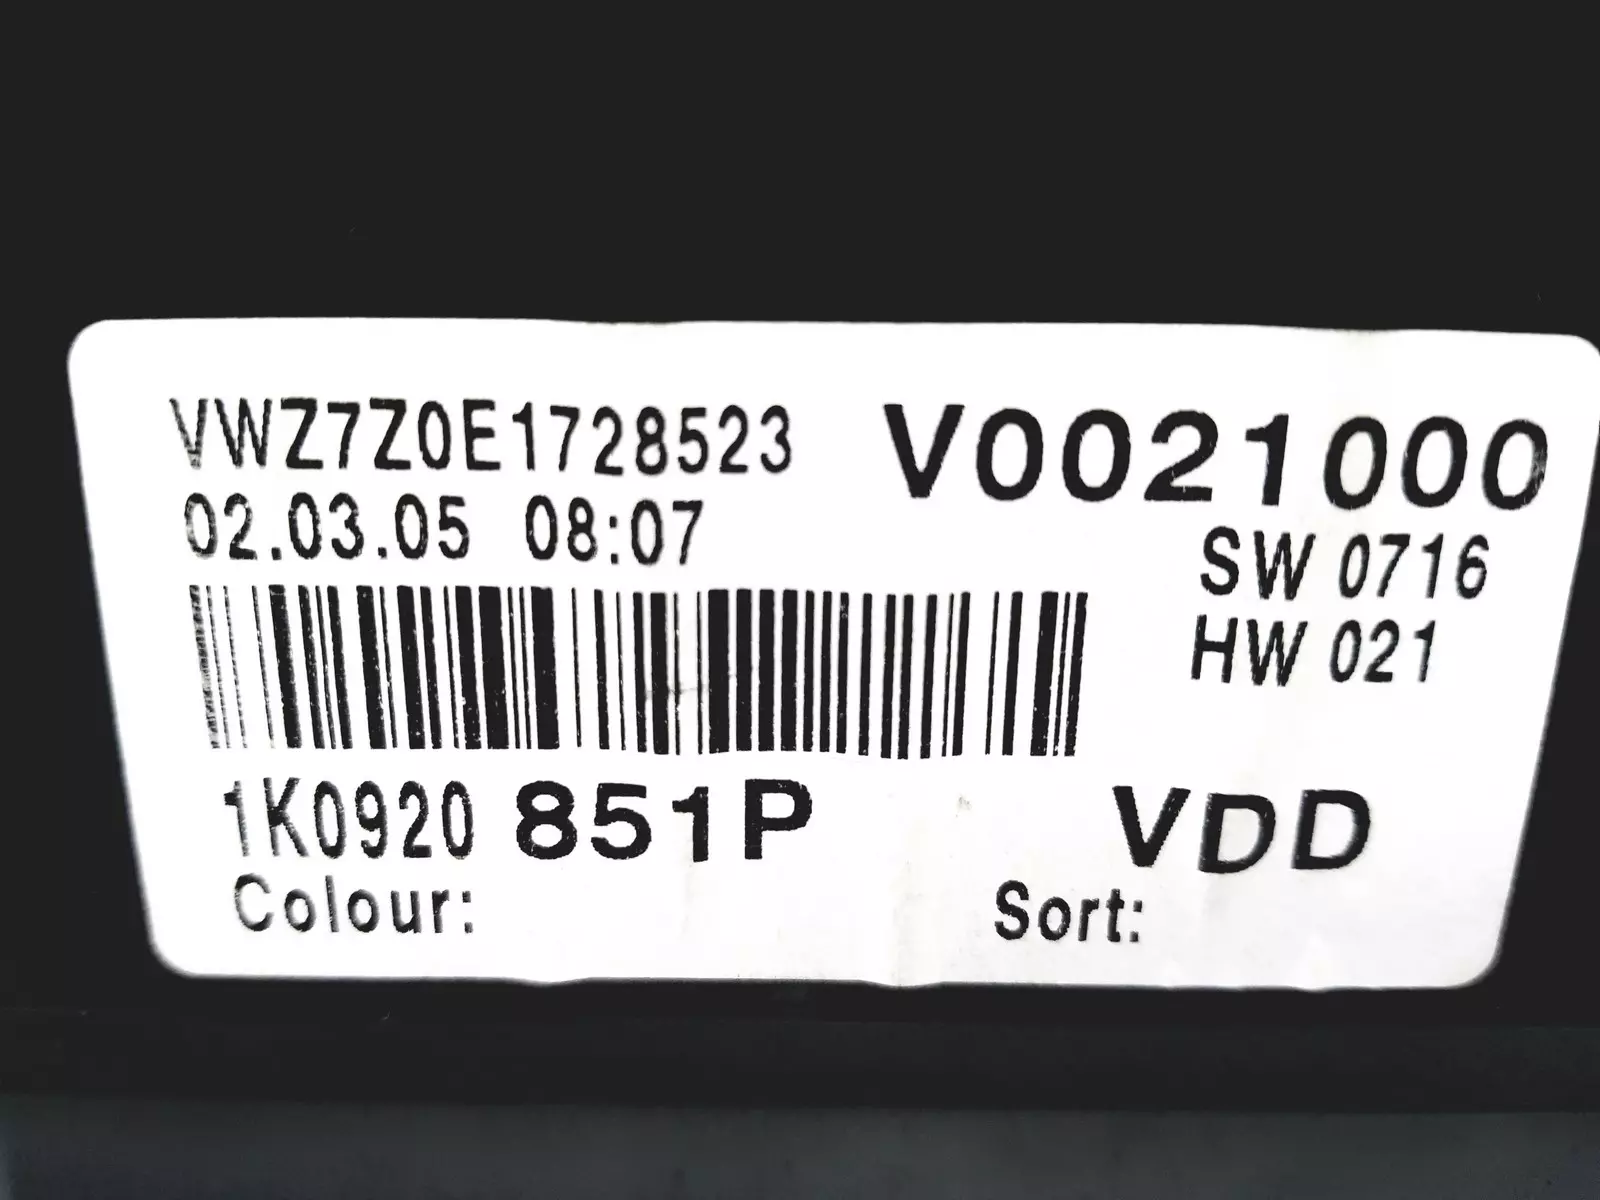 VWZ7Z0E1728523 V0021000
02.03.05 08:07 SW 0716
HW 021
1K0920 851P VDD
Colour: Sort: